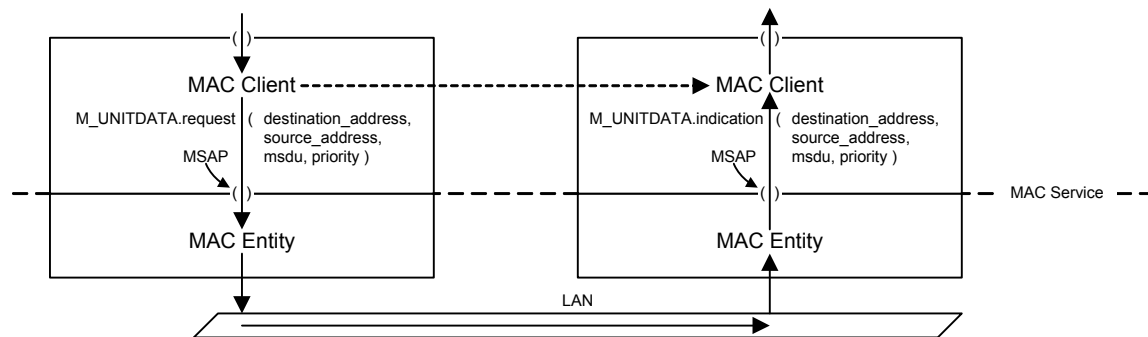 ( )
( )
MAC Client
MAC Client
M_UNITDATA.request ( destination_address,
source_address,
msdu, priority )
M_UNITDATA.indication ( destination_address,
source_address,
msdu, priority )
MSAP
MSAP
( )
( )
MAC Service
MAC Entity
MAC Entity
LAN